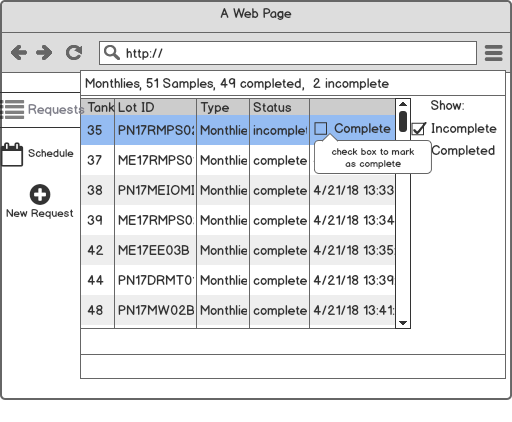 A Web Page
http://
Monthlies, 51 Samples, 49 completed, 2 incomplete
Requests
Schedule
New Request
Tank Lot ID Type Status
35 PN17RMPS02 Monthlie incomplet Complete
37 ME17RMPS0 Monthlie complete
check box to mark
as complete
38 PN17MEIOMI Monthlie complete 4/21/18 13:33
39 ME17RMPS0 Monthlie complete 4/21/18 13:34
42 ME17EE03B Monthlie complete 4/21/18 13:35
44 PN17DRMT0 Monthlie complete 4/21/18 13:39
48 PN17MW02B Monthlie complete 4/21/18 13:41
Show:
Incomplete
Completed